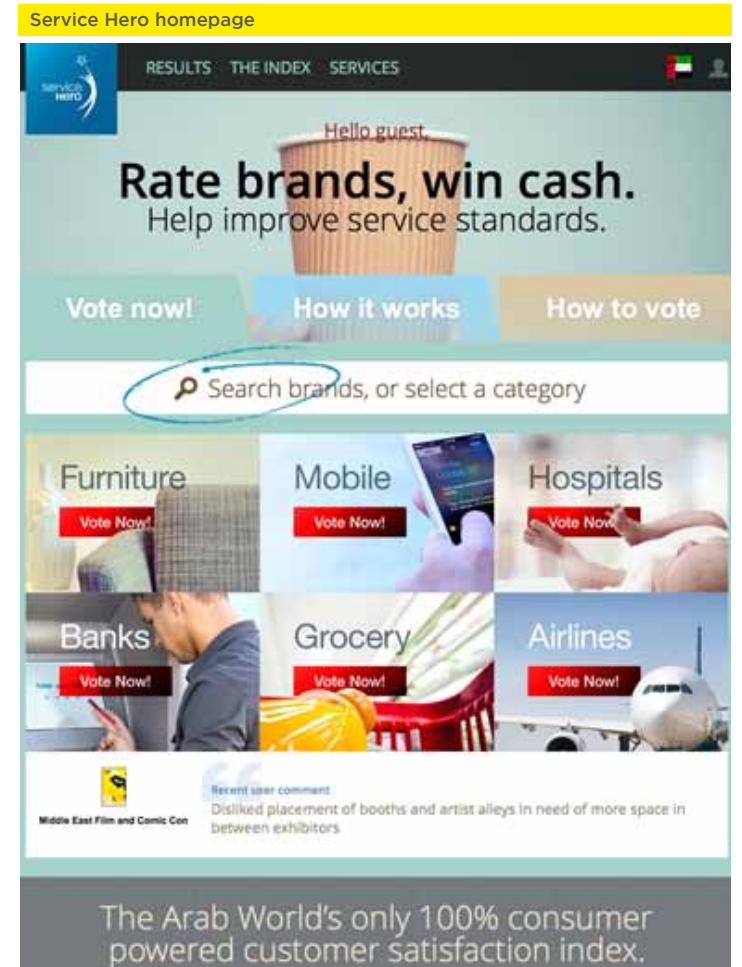 Service Hero homepage
service
HERO
RESULTS THE INDEX SERVICES
Hello guest,
Rate brands, win cash.
Help improve service standards.
Vote now! How it works How to vote
Search brands, or select a category
Furniture Mobile Hospitals
Vote Now! Vote Now! Vote Now
Banks Grocery Airlines
Vote Now! Vote Now! Vote Now!
Recent user comment
Disliked placement of booths and artist alleys in need of more space in
Middle East Film and Comic Con
between exhibitors
The Arab World's only 100% consumer
powered customer satisfaction index.